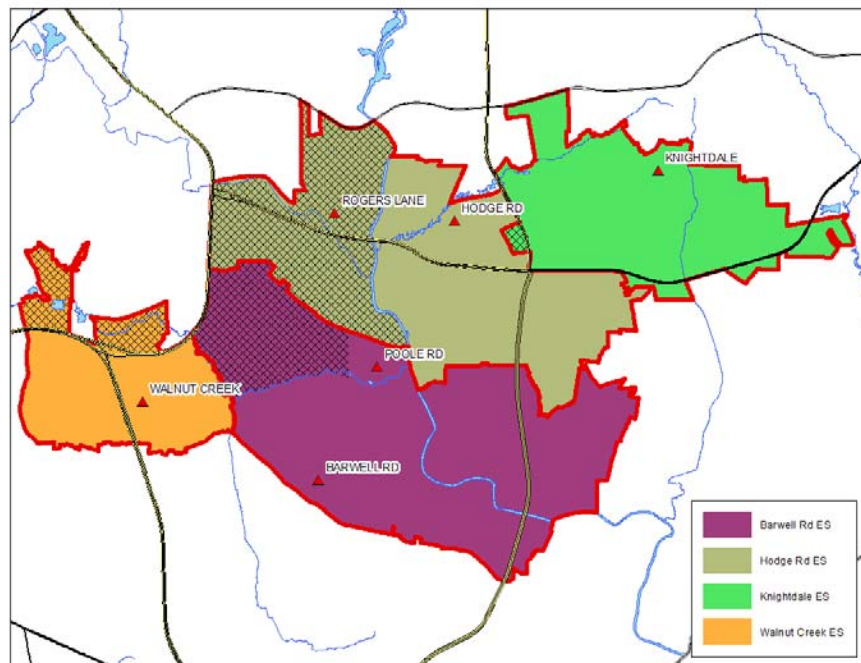 KNIGHTDALE
ROGERS LANE
HODGE RD
POOLE RD
WALNUT CREEK
BARWELL RD
Barwell Rd ES
Hodge Rd ES
Knightdale ES
Walnut Creek ES